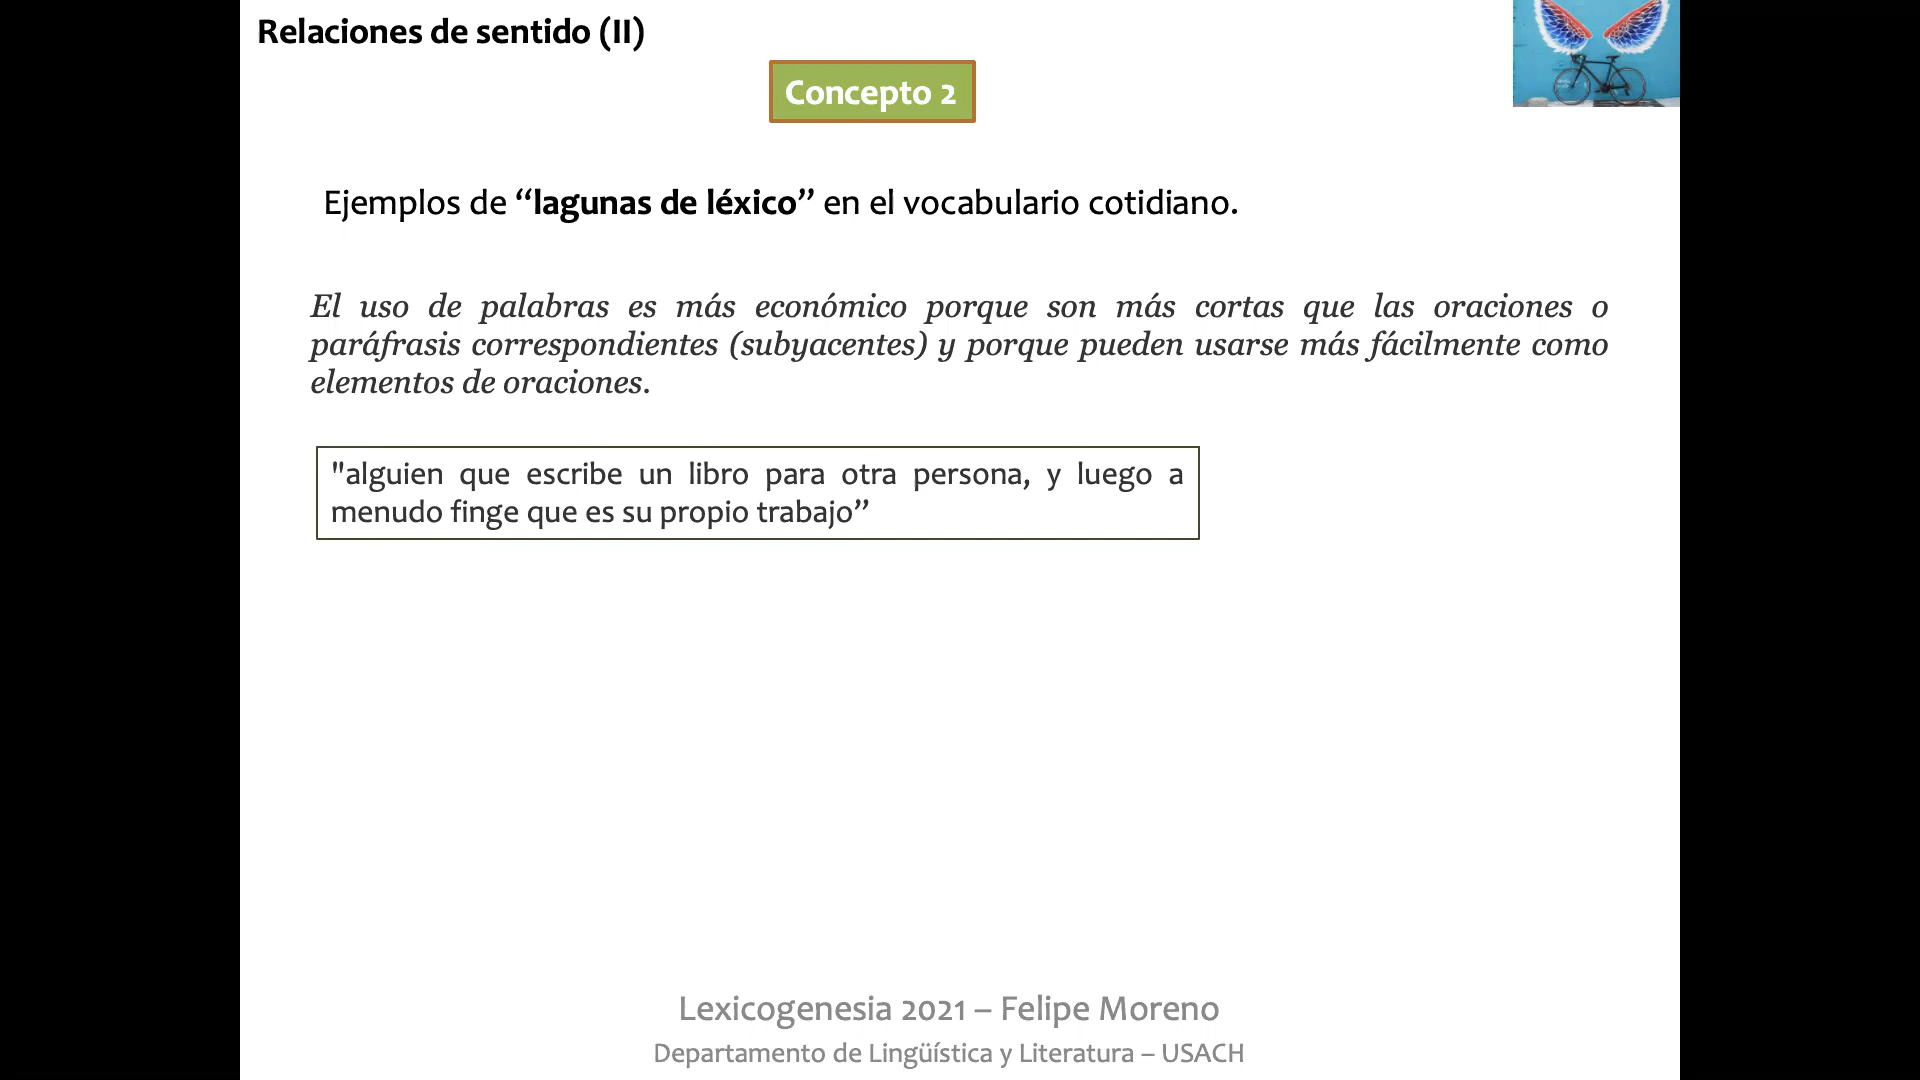 Relaciones de sentido (II)
Concepto 2
Ejemplos de “lagunas de léxico” en el vocabulario cotidiano.
El uso de palabras es más económico porque son más cortas que las oraciones o
paráfrasis correspondientes (subyacentes) y porque pueden usarse más fácilmente como
elementos de oraciones.
"alguien que escribe un libro para otra persona, y luego a
menudo finge que es su propio trabajo”
Lexicogenesia 2021 – Felipe Moreno
Departamento de Lingüística y Literatura – USACH